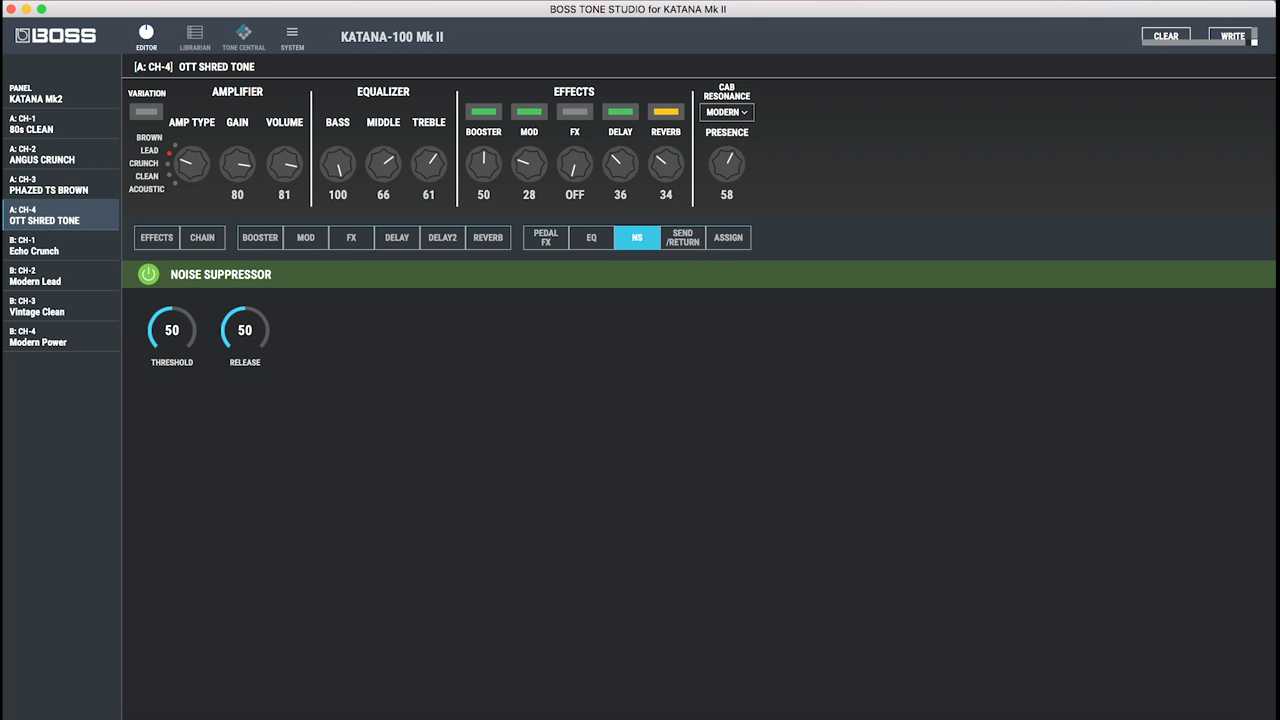 BOSS TONE STUDIO for KATANA Mk II
BOSS
EDITOR
LIBRARIAN
TONE CENTRAL
SYSTEM
KATANA-100 Mk II
CLEAR
WRITE
[A: CH-4] OTT SHRED TONE
PANEL
KATANA Mk2
A: CH-1
80s CLEAN
A: CH-2
ANGUS CRUNCH
A: CH-3
PHAZED TS BROWN
A: CH-4
OTT SHRED TONE
B: CH-1
Echo Crunch
B: CH-2
Modern Lead
B: CH-3
Vintage Clean
B: CH-4
Modern Power
VARIATION
AMPLIFIER
AMP TYPE GAIN VOLUME
BROWN
LEAD
CRUNCH
CLEAN
ACOUSTIC
80 81
EQUALIZER
BASS MIDDLE TREBLE
100 66 61
EFFECTS
BOOSTER MOD FX DELAY REVERB
50 28 OFF 36 34
CAB
RESONANCE
MODERN
PRESENCE
58
EFFECTS CHAIN BOOSTER MOD FX DELAY DELAY2 REVERB PEDAL FX EQ NS SEND /RETURN ASSIGN
NOISE SUPPRESSOR
50 50
THRESHOLD RELEASE